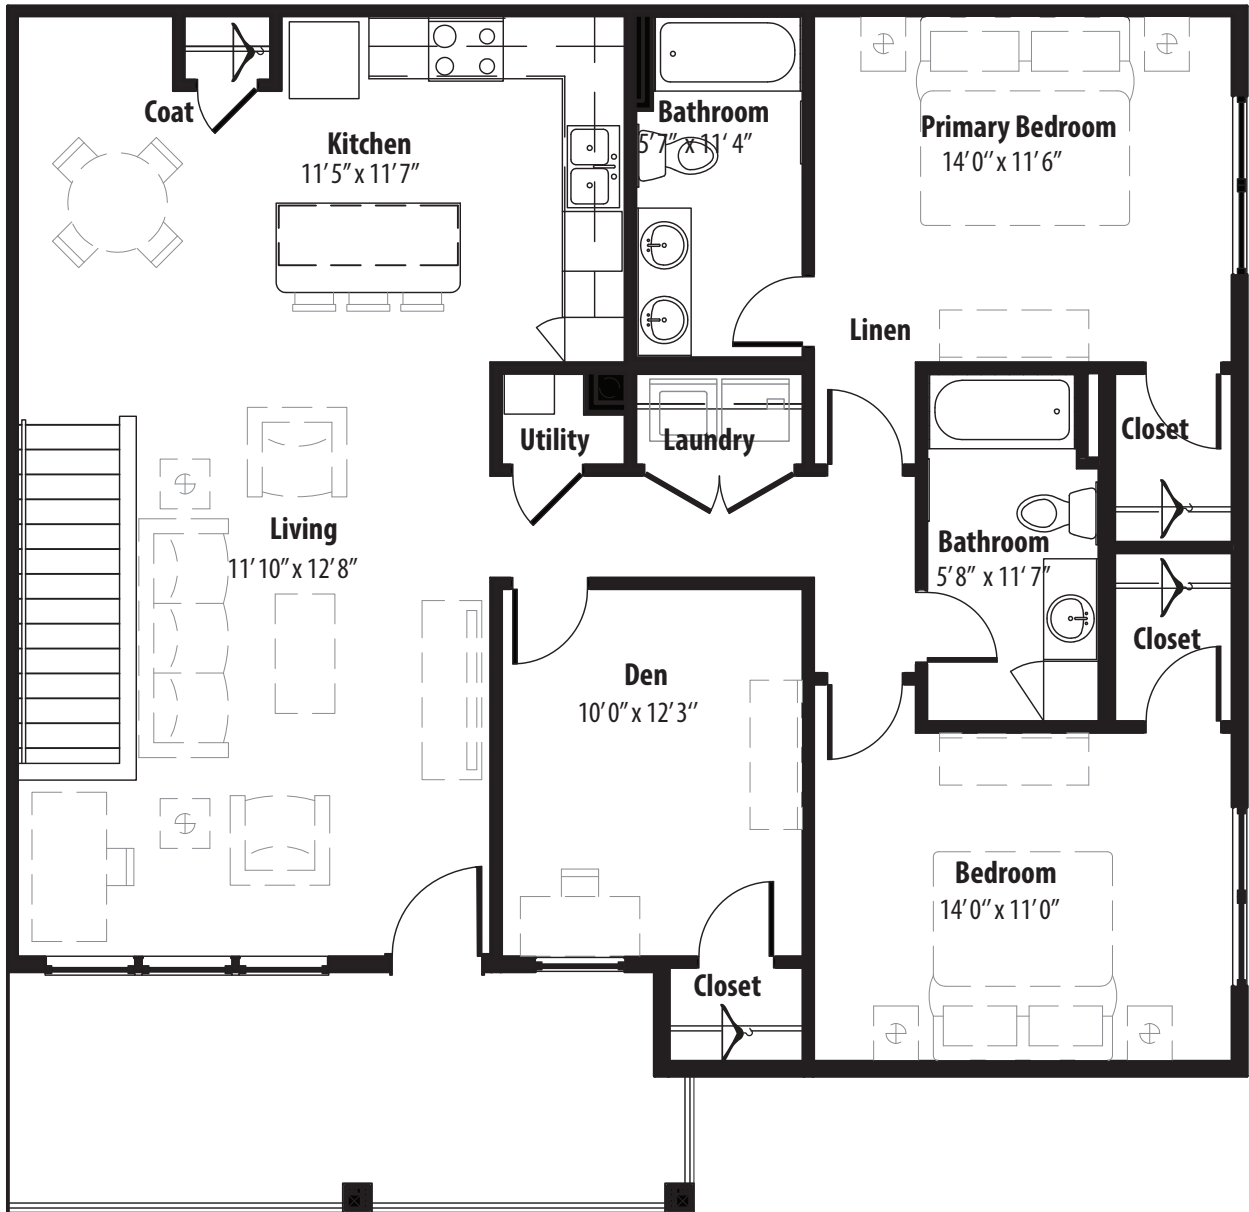 Coat
Kitchen
11'5" x 11'7"
Bathroom
5'7" x 11'4"
Primary Bedroom
14'0" x 11'6"
Linen
Utility
Laundry
Closet
Living
11'10" x 12'8"
Bathroom
5'8" x 11'7"
Closet
Den
10'0" x 12'3"
Bedroom
14'0" x 11'0"
Closet